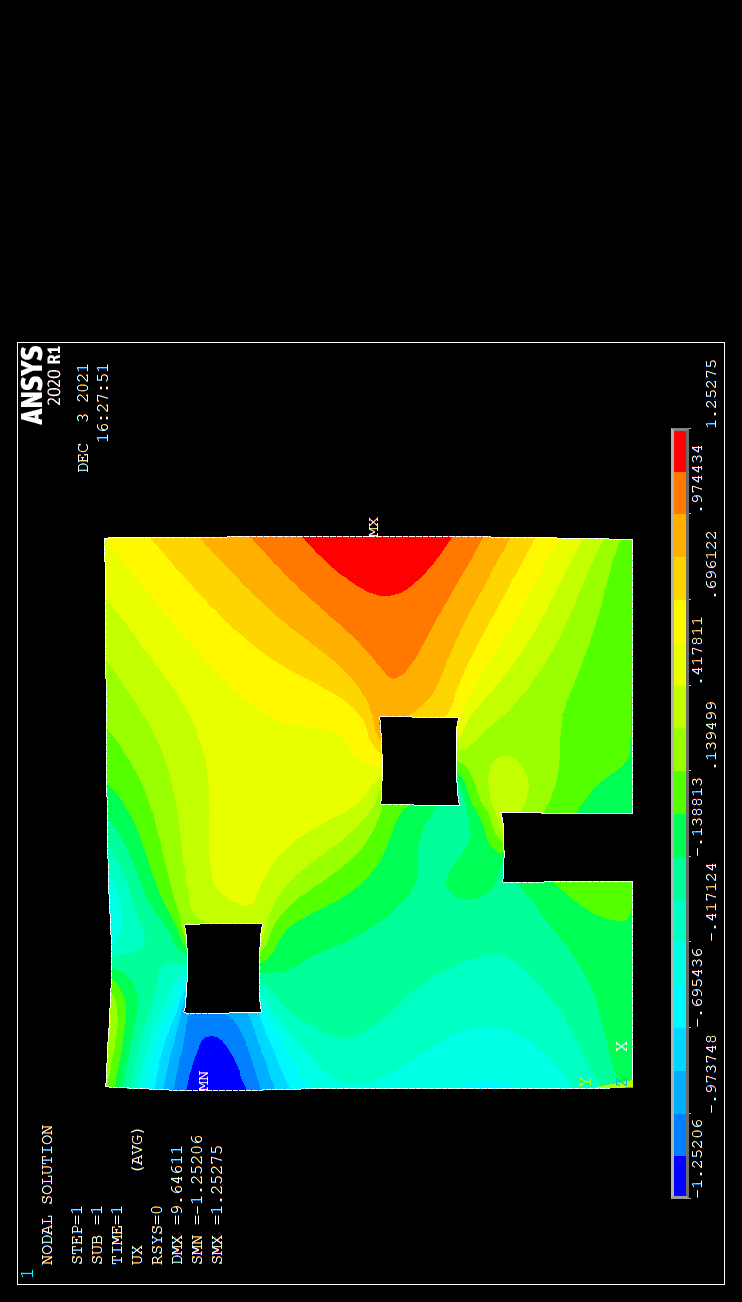 1
NODAL SOLUTION
STEP=1
SUB =1
TIME=1
UX (AVG)
RSYS=0
DMX =9.64611
SMN =-1.25206
SMX =1.25275
ANSYS
2020 R1
DEC 3 2021
16:27:51
MX
MN
Y
Z X
-1.25206
-.973748
-.695436
-.417124
-.138813
.139499
.417811
.696122
.974434
1.25275